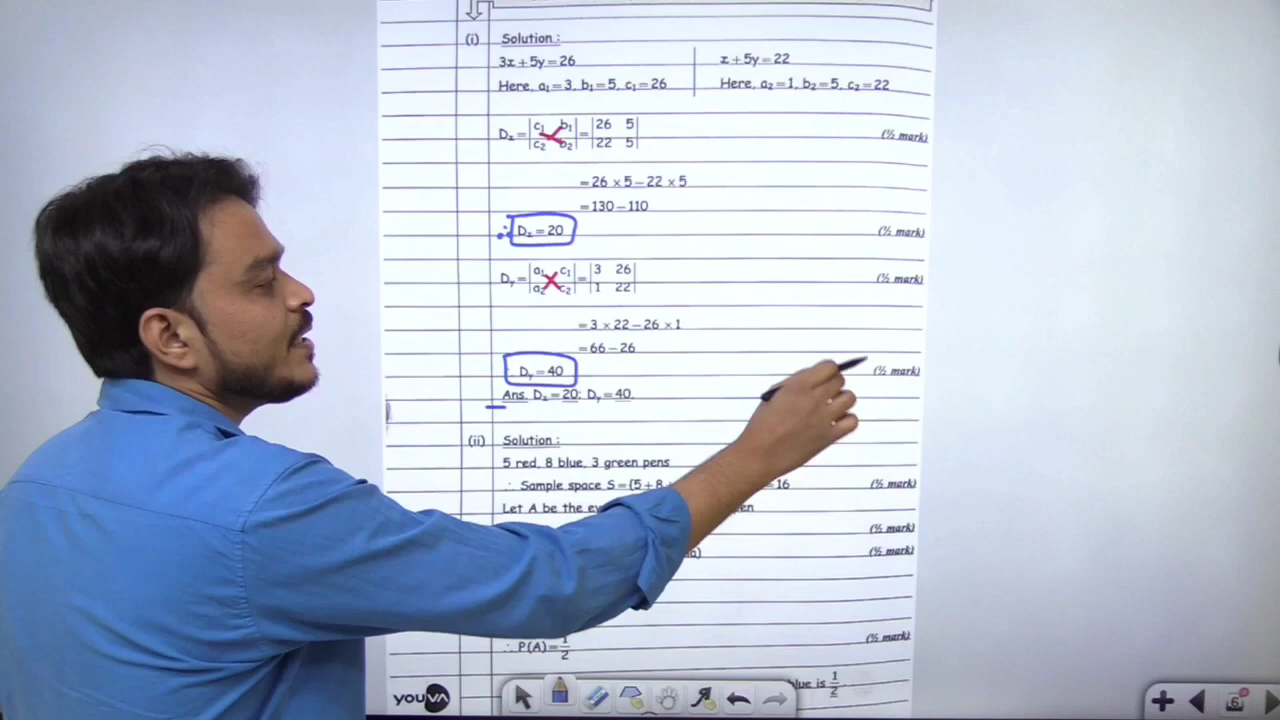 (i) Solution :
3x + 5y = 26 x + 5y = 22
Here, a₁ = 3, b₁ = 5, c₁ = 26 Here, a₂ = 1, b₂ = 5, c₂ = 22
Dₓ = |c₁ b₁| = |26 5| (½ mark)
|c₂ b₂| |22 5|
= 26 × 5 – 22 × 5
= 130 – 110
∴ Dₓ = 20 (½ mark)
Dᵧ = |a₁ c₁| = |3 26| (½ mark)
|a₂ c₂| |1 22|
= 3 × 22 – 26 × 1
= 66 – 26
Dᵧ = 40 (½ mark)
Ans. Dₓ = 20; Dᵧ = 40.
(ii) Solution :
5 red, 8 blue, 3 green pens
∴ Sample space S = {5 + 8 = 16 (½ mark)
Let A be the
(½ mark)
(½ mark)
∴ P(A) = 1/2 (½ mark)
blue is 1/2
YOUVA